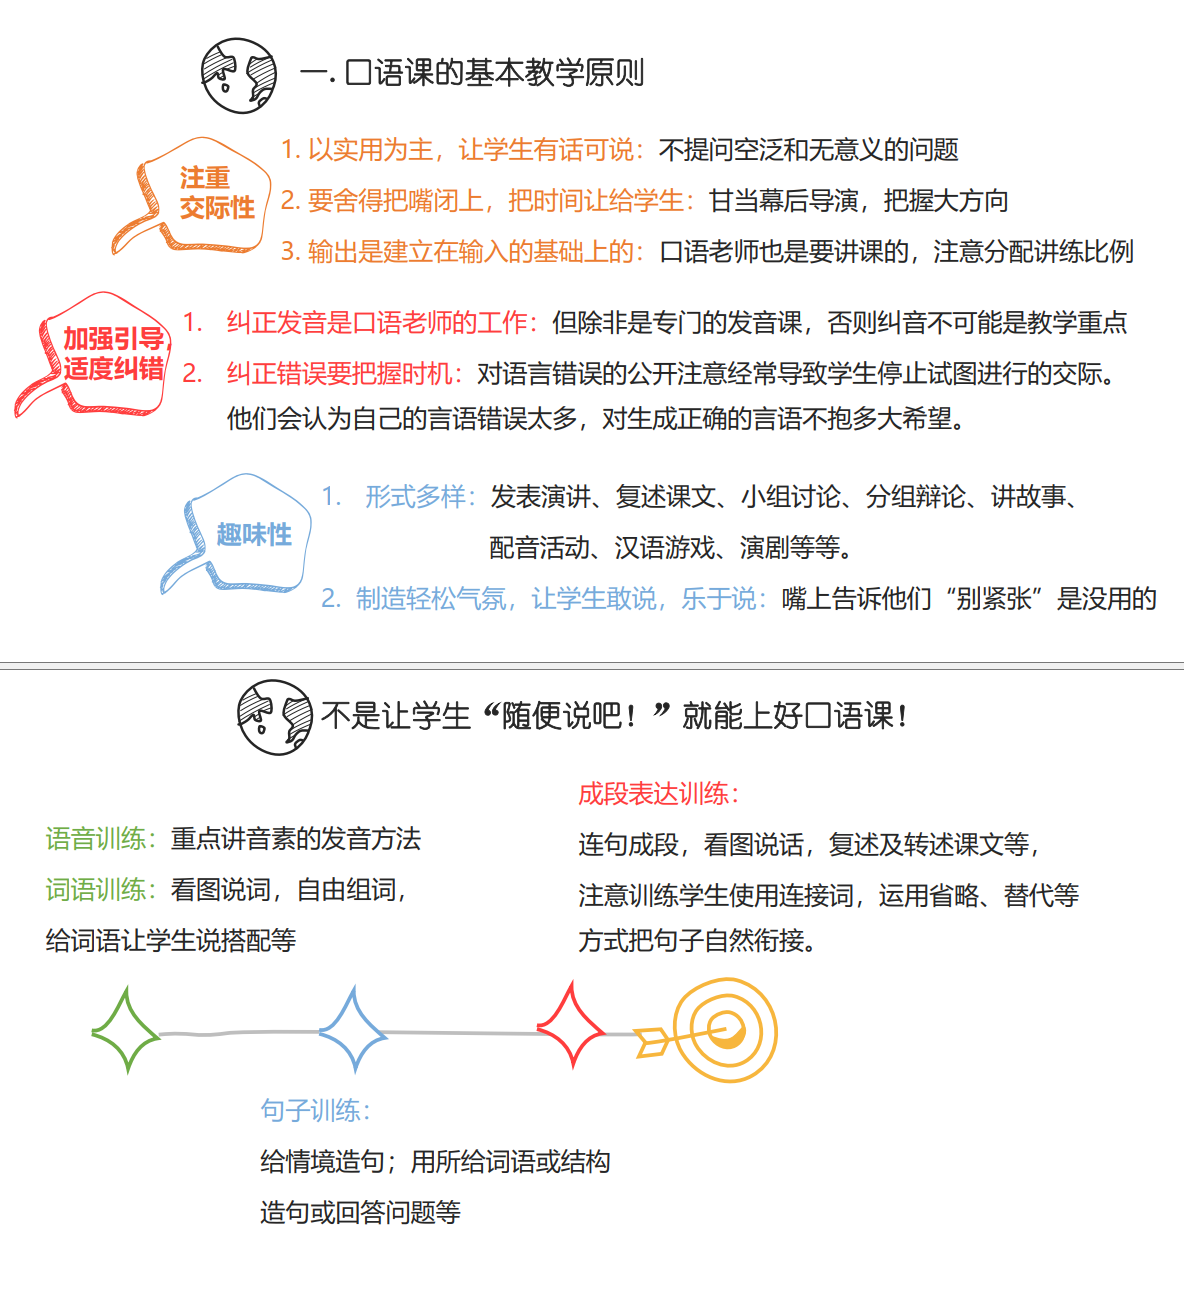 一. 口语课的基本教学原则
注重
交际性
1. 以实用为主，让学生有话可说：不提问空泛和无意义的问题
2. 要舍得把嘴闭上，把时间让给学生：甘当幕后导演，把握大方向
3. 输出是建立在输入的基础上的：口语老师也是要讲课的，注意分配讲练比例
加强引导，
适度纠错
1. 纠正发音是口语老师的工作：但除非是专门的发音课，否则纠音不可能是教学重点
2. 纠正错误要把握时机：对语言错误的公开注意经常导致学生停止试图进行的交际。
他们会认为自己的言语错误太多，对生成正确的言语不抱多大希望。
趣味性
1. 形式多样：发表演讲、复述课文、小组讨论、分组辩论、讲故事、
配音活动、汉语游戏、演剧等等。
2. 制造轻松气氛，让学生敢说，乐于说：嘴上告诉他们“别紧张”是没用的
不是让学生“随便说吧！”就能上好口语课！
语音训练：重点讲音素的发音方法
词语训练：看图说词，自由组词，
给词语让学生说搭配等
成段表达训练：
连句成段，看图说话，复述及转述课文等，
注意训练学生使用连接词，运用省略、替代等
方式把句子自然衔接。
句子训练：
给情境造句；用所给词语或结构
造句或回答问题等